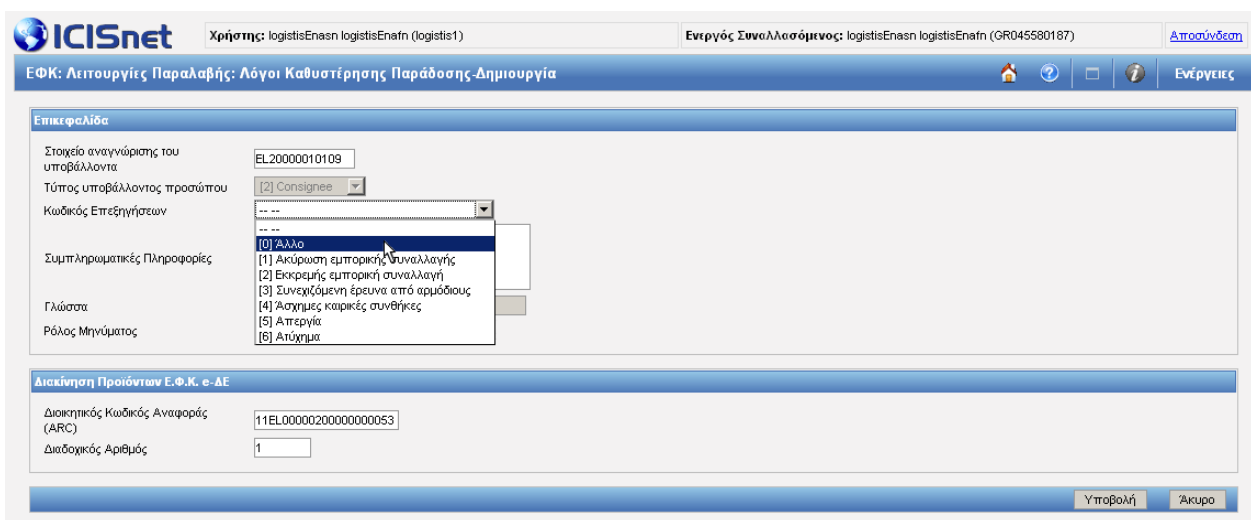 ICISnet
Χρήστης: logistisEnasn logistisEnafn (logistis1)
Ενεργός Συναλλασόμενος: logistisEnasn logistisEnafn (GR045580187)
Αποσύνδεση
ΕΦΚ: Λειτουργίες Παραλαβής: Λόγοι Καθυστέρησης Παράδοσης-Δημιουργία
Ενέργειες
Επικεφαλίδα
Στοιχείο αναγνώρισης του
υποβάλλοντα
EL20000010109
Τύπος υποβάλλοντος προσώπου
[2] Consignee
Κωδικός Επεξηγήσεων
-- --
-- --
[0] Άλλο
[1] Ακύρωση εμπορικής συναλλαγής
[2] Εκκρεμής εμπορική συναλλαγή
[3] Συνεχιζόμενη έρευνα από αρμόδιους
[4] Άσχημες καιρικές συνθήκες
[5] Απεργία
[6] Ατύχημα
Συμπληρωματικές Πληροφορίες
Γλώσσα
Ρόλος Μηνύματος
Διακίνηση Προϊόντων Ε.Φ.Κ. e-ΔΕ
Διοικητικός Κωδικός Αναφοράς
(ARC)
11EL00000200000000053
Διαδοχικός Αριθμός
1
Υποβολή
Άκυρο